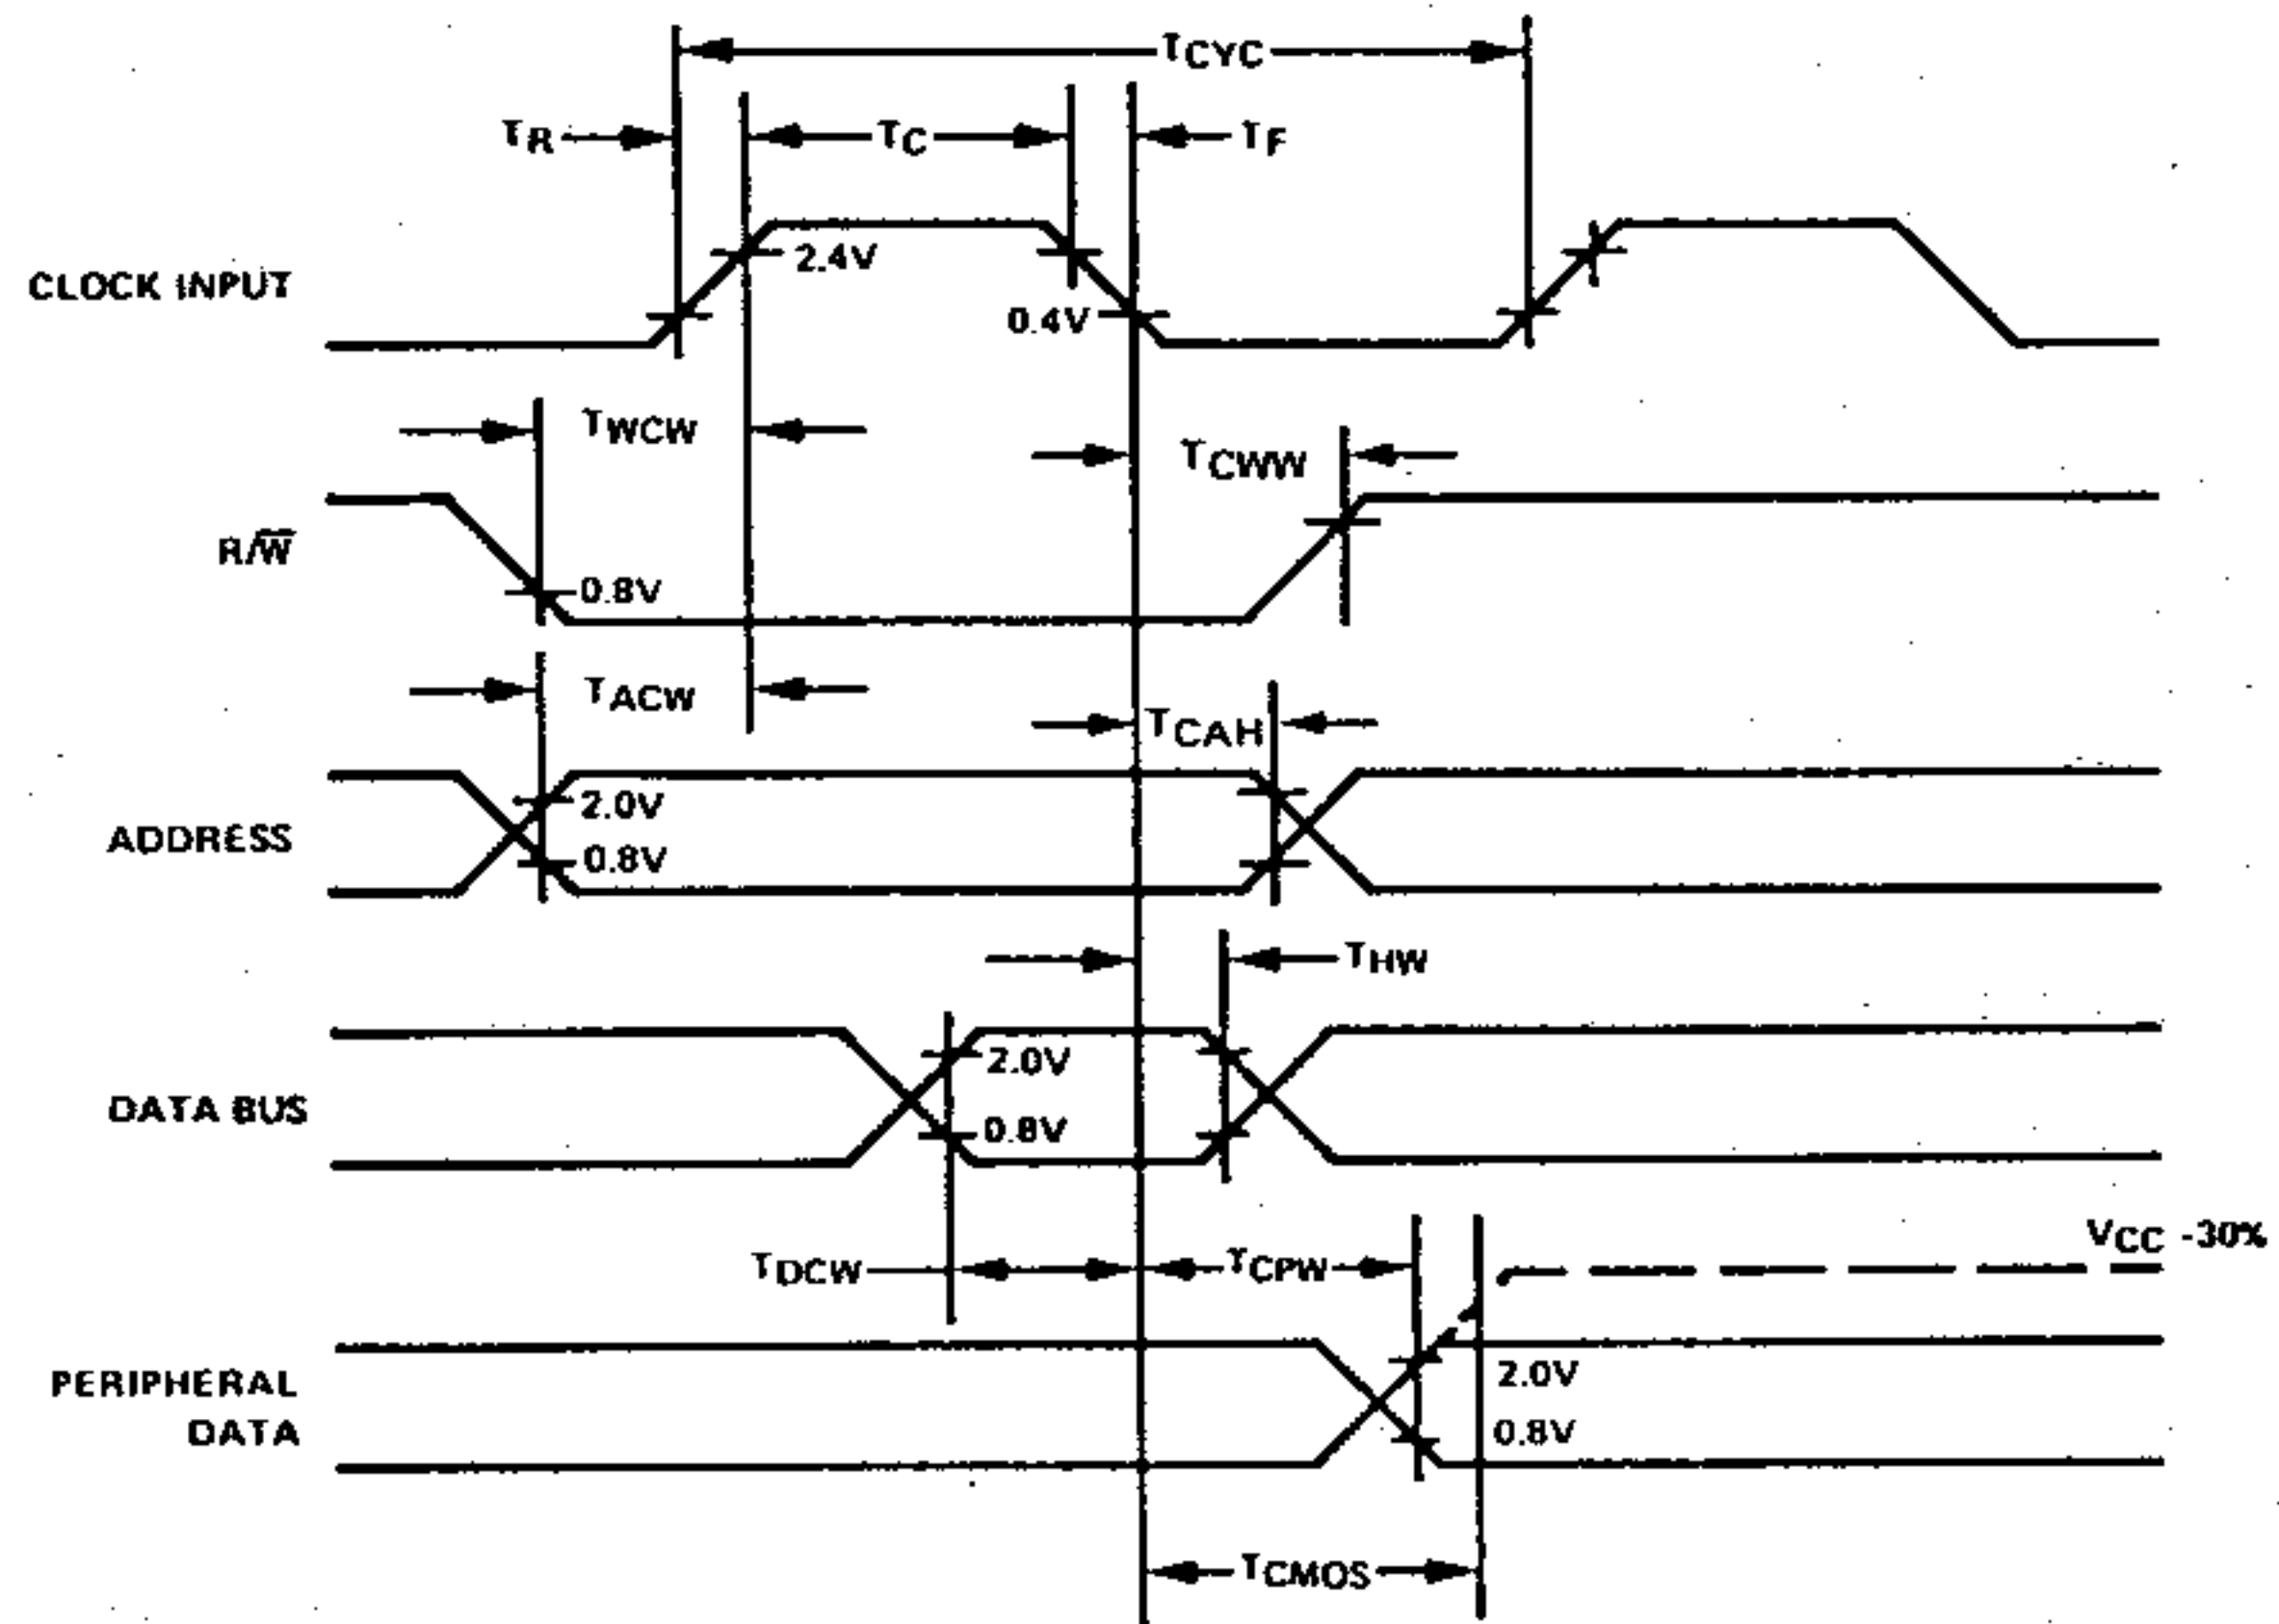 TCYC
TR TC TF
2.4V
CLOCK INPUT
0.4V
TWCW
TCWW
R/W̅
0.8V
TACW
TCAH
2.0V
ADDRESS
0.8V
THW
2.0V
DATA BUS
0.8V
VCC -30%
TDCW TCPW
2.0V
PERIPHERAL
DATA
0.8V
TCMOS